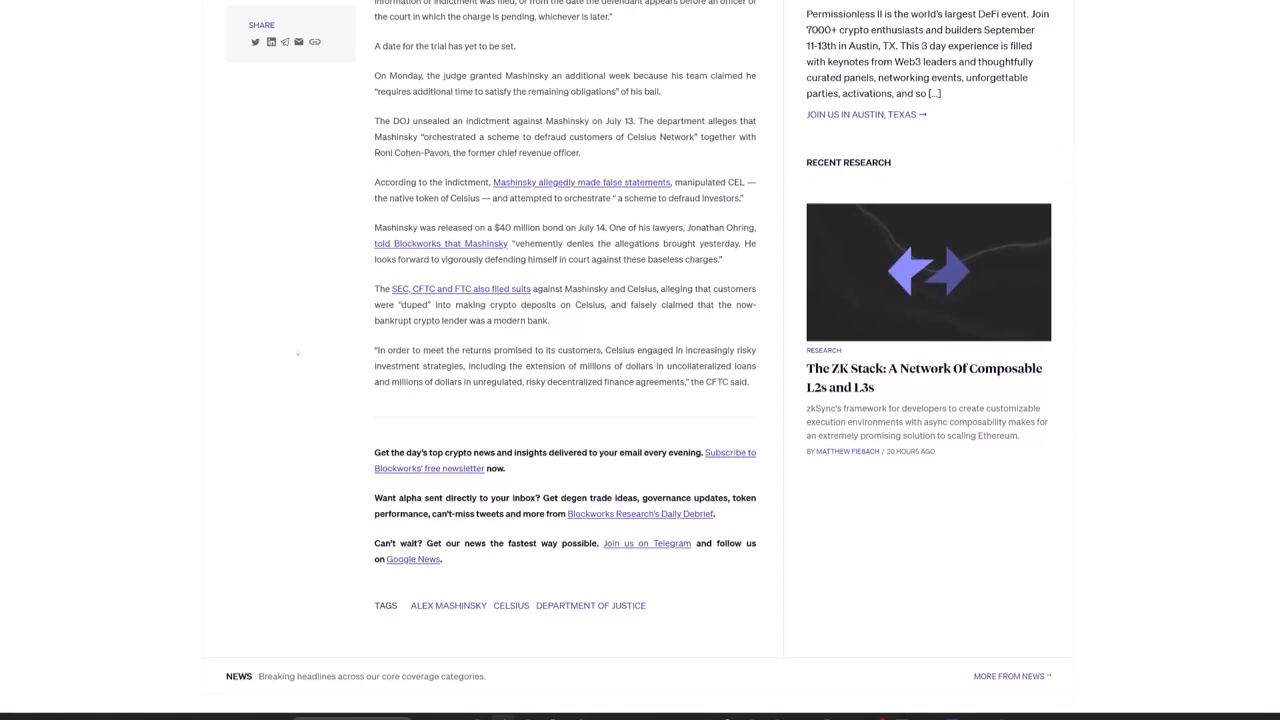 information or indictment was filed, or from the date the defendant appears before an officer of
the court in which the charge is pending, whichever is later."
SHARE
A date for the trial has yet to be set.
On Monday, the judge granted Mashinsky an additional week because his team claimed he
"requires additional time to satisfy the remaining obligations" of his bail.
The DOJ unsealed an indictment against Mashinsky on July 13. The department alleges that
Mashinsky "orchestrated a scheme to defraud customers of Celsius Network" together with
Roni Cohen-Pavon, the former chief revenue officer.
According to the indictment, Mashinsky allegedly made false statements, manipulated CEL —
the native token of Celsius — and attempted to orchestrate " a scheme to defraud investors."
Mashinsky was released on a $40 million bond on July 14. One of his lawyers, Jonathan Ohring,
told Blockworks that Mashinsky "vehemently denies the allegations brought yesterday. He
looks forward to vigorously defending himself in court against these baseless charges."
The SEC, CFTC and FTC also filed suits against Mashinsky and Celsius, alleging that customers
were "duped" into making crypto deposits on Celsius, and falsely claimed that the now-
bankrupt crypto lender was a modern bank.
"In order to meet the returns promised to its customers, Celsius engaged in increasingly risky
investment strategies, including the extension of millions of dollars in uncollateralized loans
and millions of dollars in unregulated, risky decentralized finance agreements," the CFTC said.
Get the day's top crypto news and insights delivered to your email every evening. Subscribe to
Blockworks' free newsletter now.
Want alpha sent directly to your inbox? Get degen trade ideas, governance updates, token
performance, can't-miss tweets and more from Blockworks Research's Daily Debrief.
Can't wait? Get our news the fastest way possible. Join us on Telegram and follow us
on Google News.
TAGS ALEX MASHINSKY CELSIUS DEPARTMENT OF JUSTICE
Permissionless II is the world's largest DeFi event. Join
7000+ crypto enthusiasts and builders September
11-13th in Austin, TX. This 3 day experience is filled
with keynotes from Web3 leaders and thoughtfully
curated panels, networking events, unforgettable
parties, activations, and so [...]
JOIN US IN AUSTIN, TEXAS →
RECENT RESEARCH
RESEARCH
The ZK Stack: A Network Of Composable
L2s and L3s
zkSync's framework for developers to create customizable
execution environments with async composability makes for
an extremely promising solution to scaling Ethereum.
BY MATTHEW FIEBACH / 20 HOURS AGO
NEWS Breaking headlines across our core coverage categories.
MORE FROM NEWS →